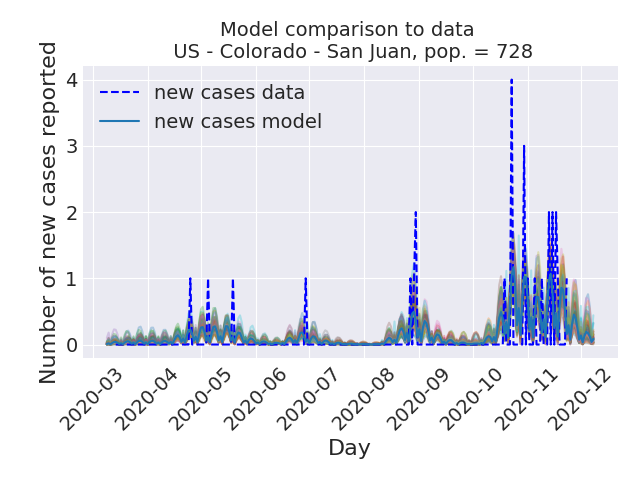 Model comparison to data
US - Colorado - San Juan, pop. = 728
Number of new cases reported
4
3
2
1
0
new cases data
new cases model
2020-03
2020-04
2020-05
2020-06
2020-07
2020-08
2020-09
2020-10
2020-11
2020-12
Day